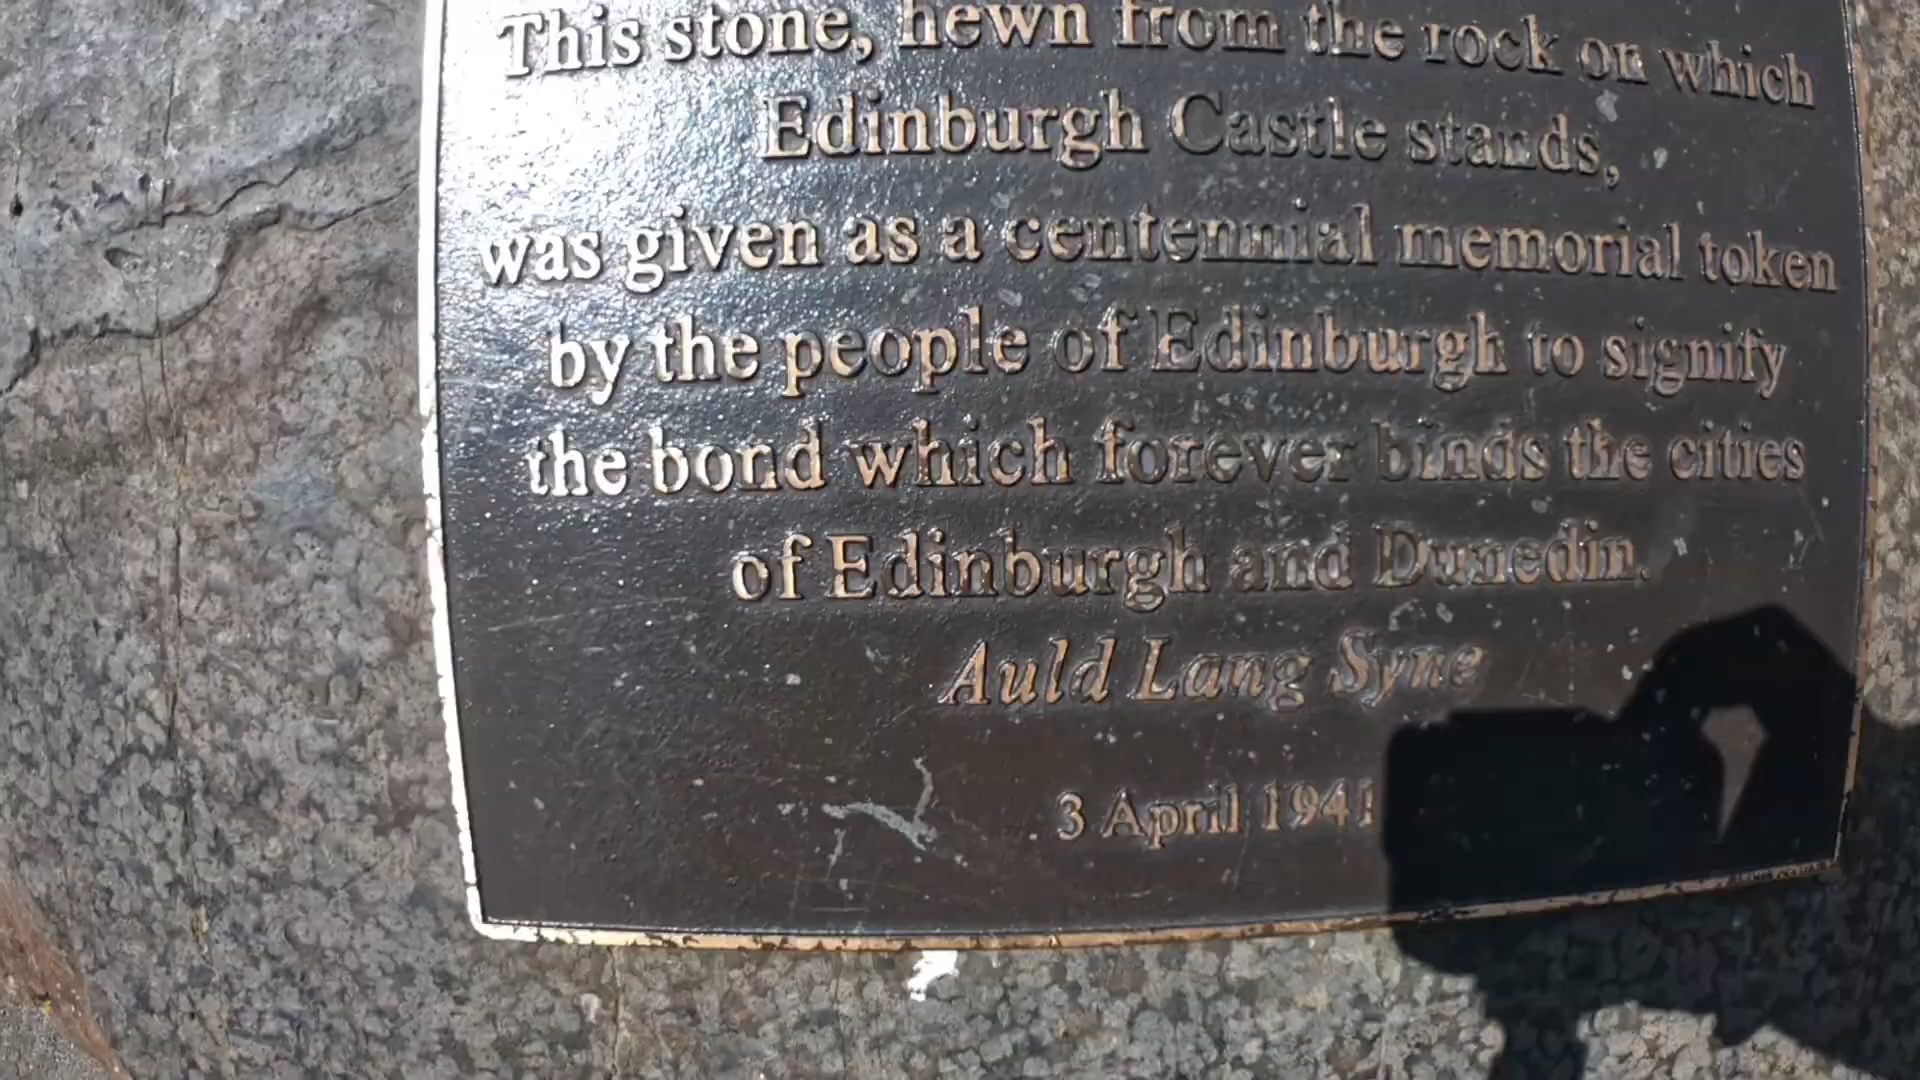 This stone, hewn from the rock on which
Edinburgh Castle stands,
was given as a centennial memorial token
by the people of Edinburgh to signify
the bond which forever binds the cities
of Edinburgh and Dunedin.
Auld Lang Syne
3 April 1941